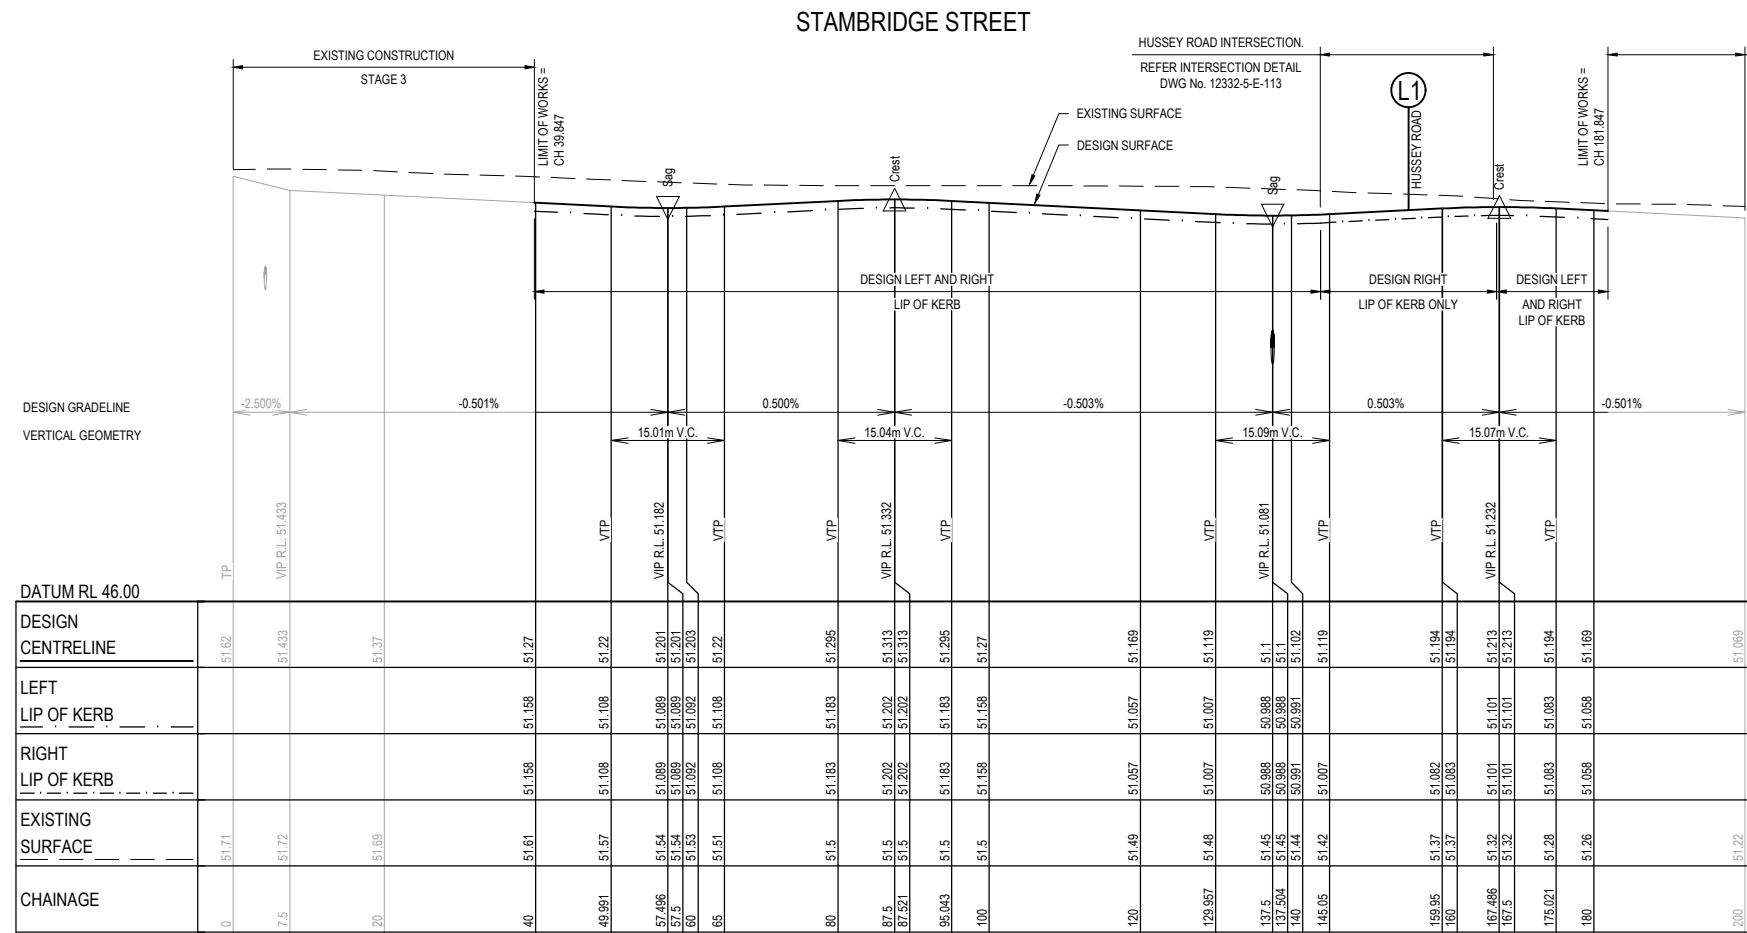 STAMBRIDGE STREET
EXISTING CONSTRUCTION
STAGE 3
LIMIT OF WORKS =
CH 39.847
HUSSEY ROAD INTERSECTION.
REFER INTERSECTION DETAIL
DWG No. 12332-5-E-113
L1
HUSSEY ROAD
LIMIT OF WORKS =
CH 181.847
EXISTING SURFACE
DESIGN SURFACE
Sag
Crest
Sag
Crest
DESIGN LEFT AND RIGHT
LIP OF KERB
DESIGN RIGHT
LIP OF KERB ONLY
DESIGN LEFT
AND RIGHT
LIP OF KERB
DESIGN GRADELINE
-2.500% -0.501% 0.500% -0.503% 0.503% -0.501%
VERTICAL GEOMETRY
15.01m V.C. 15.04m V.C. 15.09m V.C. 15.07m V.C.
TP VIP R.L. 51.433 VTP VIP R.L. 51.182 VTP VTP VIP R.L. 51.332 VTP VTP VIP R.L. 51.081 VTP VTP VIP R.L. 51.232 VTP
DATUM RL 46.00
DESIGN
CENTRELINE
51.62 51.433 51.37 51.27 51.22 51.201 51.201 51.203 51.22 51.295 51.313 51.313 51.295 51.27 51.169 51.119 51.1 51.1 51.102 51.119 51.194 51.194 51.213 51.213 51.194 51.169 51.069
LEFT
LIP OF KERB
51.158 51.108 51.089 51.089 51.092 51.108 51.183 51.202 51.202 51.183 51.158 51.057 51.007 50.988 50.988 50.991 51.101 51.101 51.083 51.058
RIGHT
LIP OF KERB
51.158 51.108 51.089 51.089 51.092 51.108 51.183 51.202 51.202 51.183 51.158 51.057 51.007 50.988 50.988 50.991 51.007 51.082 51.083 51.101 51.101 51.083 51.058
EXISTING
SURFACE
51.71 51.72 51.69 51.61 51.57 51.54 51.54 51.53 51.51 51.5 51.5 51.5 51.5 51.5 51.49 51.48 51.45 51.45 51.44 51.42 51.37 51.37 51.32 51.32 51.28 51.26 51.22
CHAINAGE
0 7.5 20 40 49.991 57.496 57.5 60 65 80 87.5 87.521 95.043 100 120 129.957 137.5 137.504 140 145.05 159.95 160 167.486 167.5 175.021 180 200